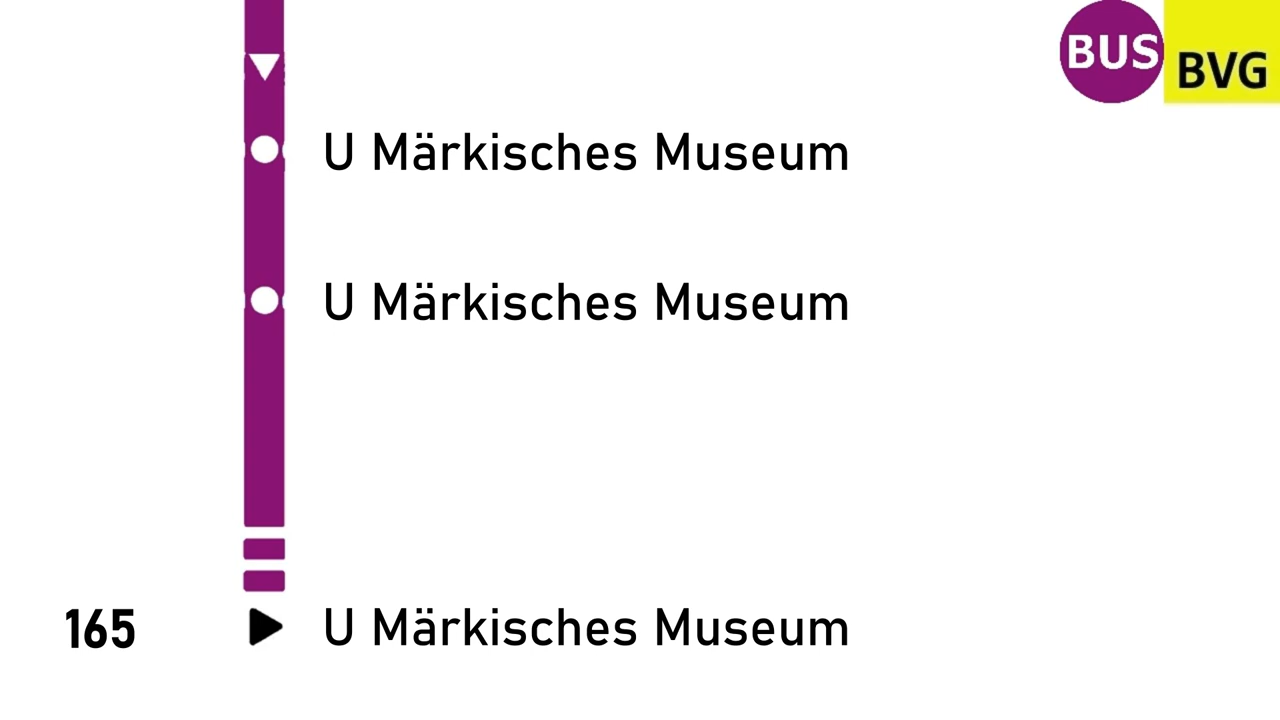 BUS
BVG
U Märkisches Museum
U Märkisches Museum
165 U Märkisches Museum